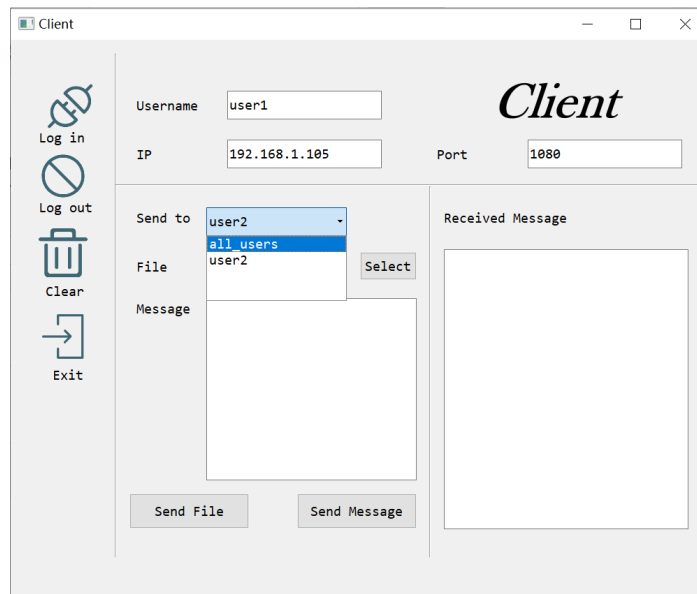 Client
Client
Username
user1
IP
192.168.1.105
Port
1080
Log in
Log out
Clear
Exit
Send to
user2
all_users
user2
File
Select
Message
Send File
Send Message
Received Message